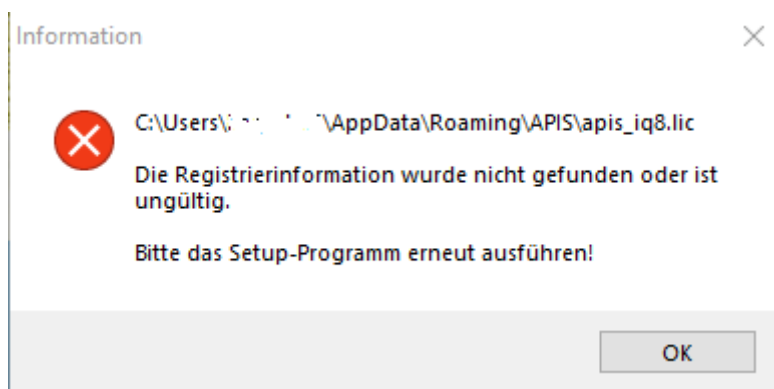 Information
C:\Users\ \AppData\Roaming\APIS\apis_iq8.lic
Die Registrierinformation wurde nicht gefunden oder ist
ungültig.
Bitte das Setup-Programm erneut ausführen!
OK